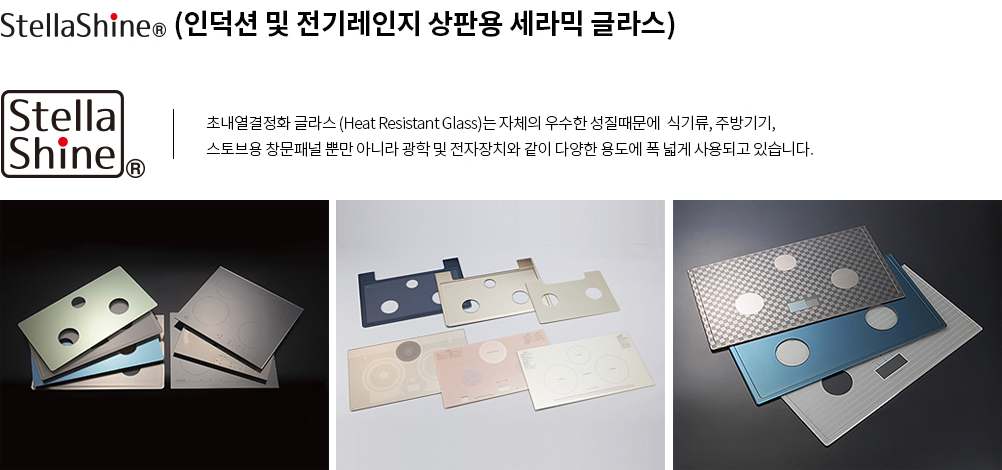 StellaShine® (인덕션 및 전기레인지 상판용 세라믹 글라스)
Stella
Shine®
초내열결정화 글라스 (Heat Resistant Glass)는 자체의 우수한 성질때문에 식기류, 주방기기,
스토브용 창문패널 뿐만 아니라 광학 및 전자장치와 같이 다양한 용도에 폭 넓게 사용되고 있습니다.